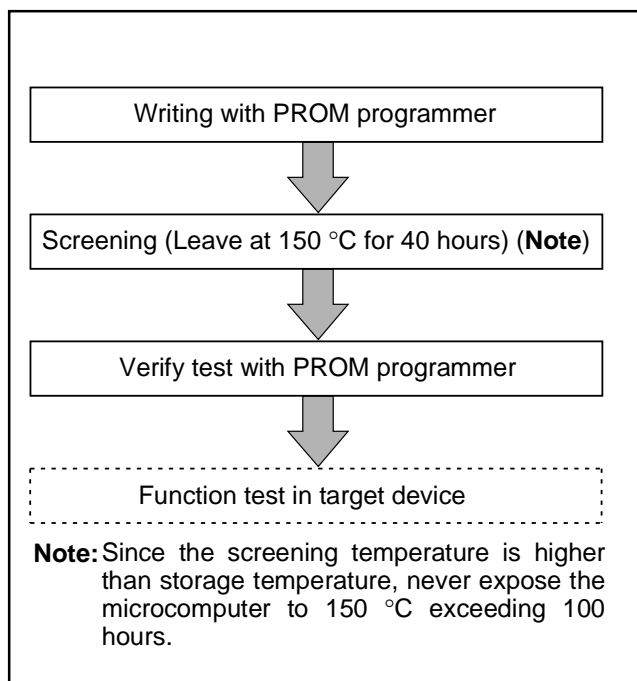 Writing with PROM programmer
Screening (Leave at 150 °C for 40 hours) (Note)
Verify test with PROM programmer
Function test in target device
Note: Since the screening temperature is higher
than storage temperature, never expose the
microcomputer to 150 °C exceeding 100
hours.